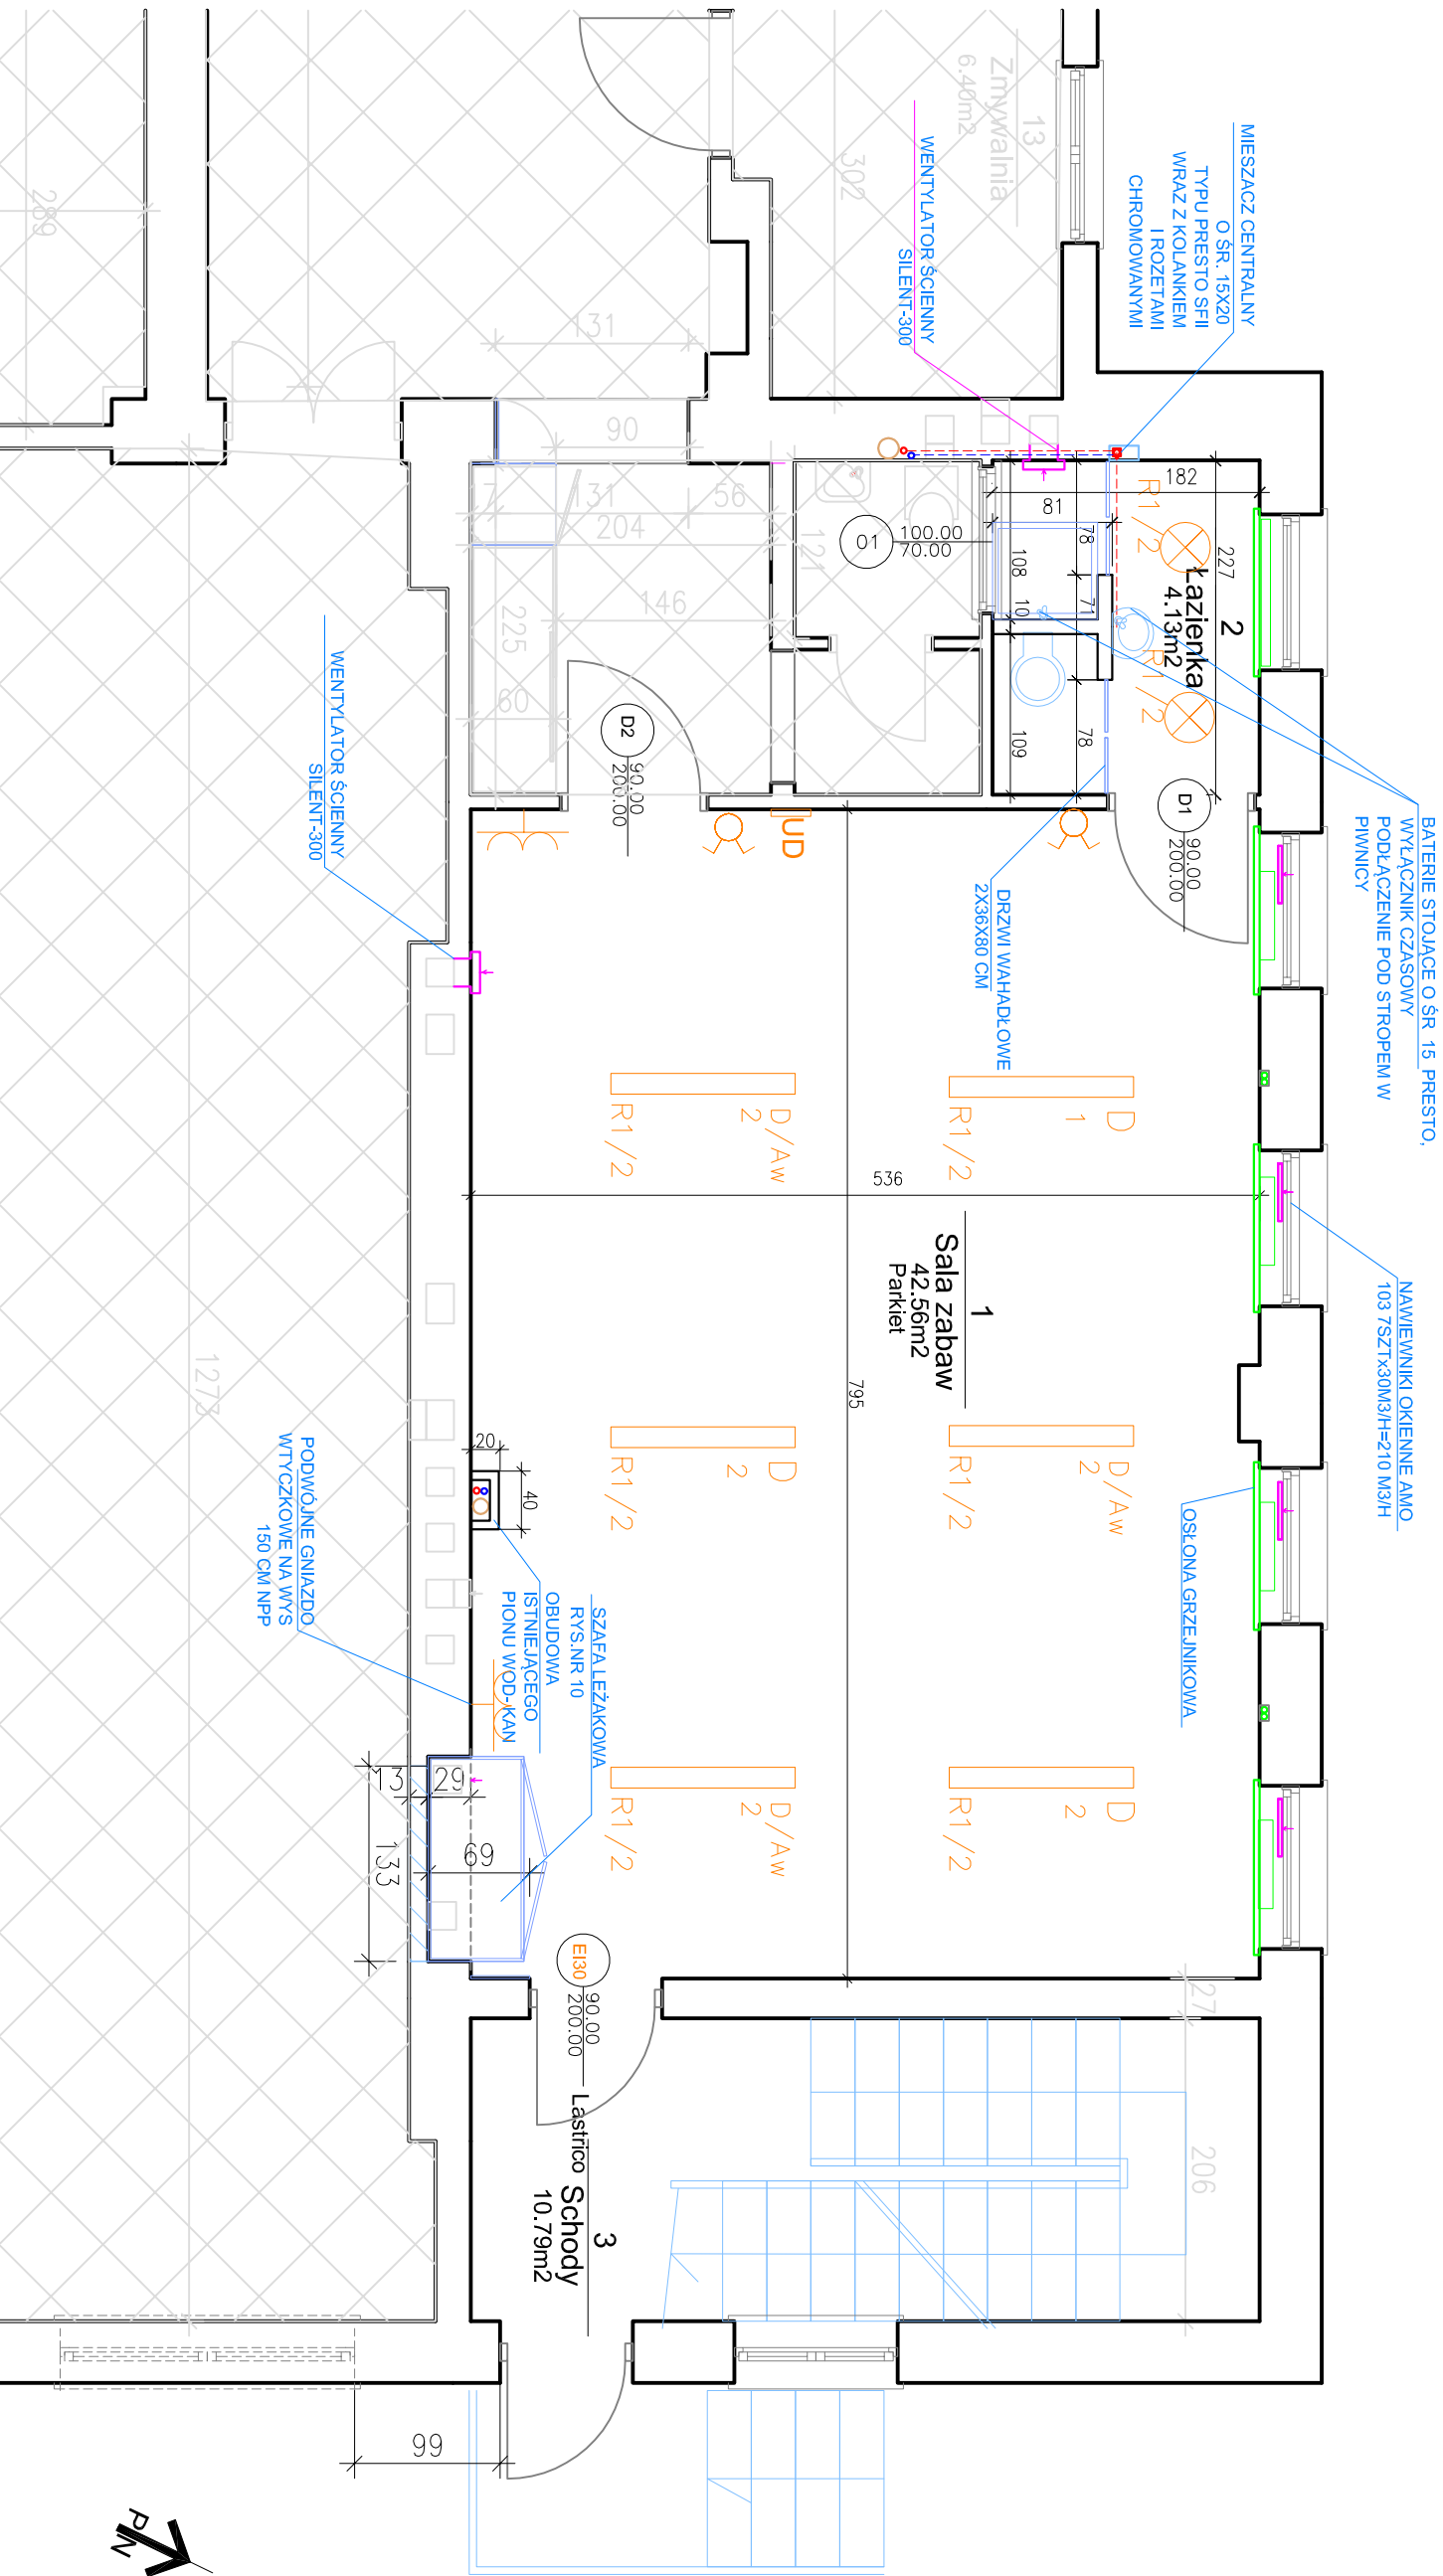 MIESZACZ CENTRALNY
O ŚR. 15X20
TYPU PRESTO SFII
WRAZ Z KOLANKIEM
I ROZETAMI
CHROMOWANYMI
WENTYLATOR ŚCIENNY
SILENT-300
13
Zmywalnia
6.40m2
302
289
131
90
BATERIE STOJĄCE O ŚR 15 PRESTO,
WYŁĄCZNIK CZASOWY
PODŁĄCZENIE POD STROPEM W
PIWNICY
2
Łazienka
4.13m2
R1/2
R1/2
182
227
81
78
71
78
108
10
109
O1
100.00
70.00
121
7
131
56
204
146
225
60
D2
90.00
200.00
D1
90.00
200.00
UD
DRZWI WAHADŁOWE
2X36X80 CM
WENTYLATOR ŚCIENNY
SILENT-300
NAWIEWNIKI OKIENNE AMO
103 7SZTx30M3/H=210 M3/H
OSŁONA GRZEJNIKOWA
D
1
R1/2
D/Aw
2
R1/2
536
1
Sala zabaw
42.56m2
Parkiet
795
D/Aw
2
R1/2
D
2
R1/2
D
2
R1/2
D/Aw
2
R1/2
20
40
1273
SZAFA LEŻAKOWA
RYS.NR 10
OBUDOWA
ISTNIEJĄCEGO
PIONU WOD-KAN
PODWÓJNE GNIAZDO
WTYCZKOWE NA WYS
150 CM NPP
13
29
69
133
EI30
90.00
200.00
27
206
3
Schody
10.79m2
Lastrico
99
PN